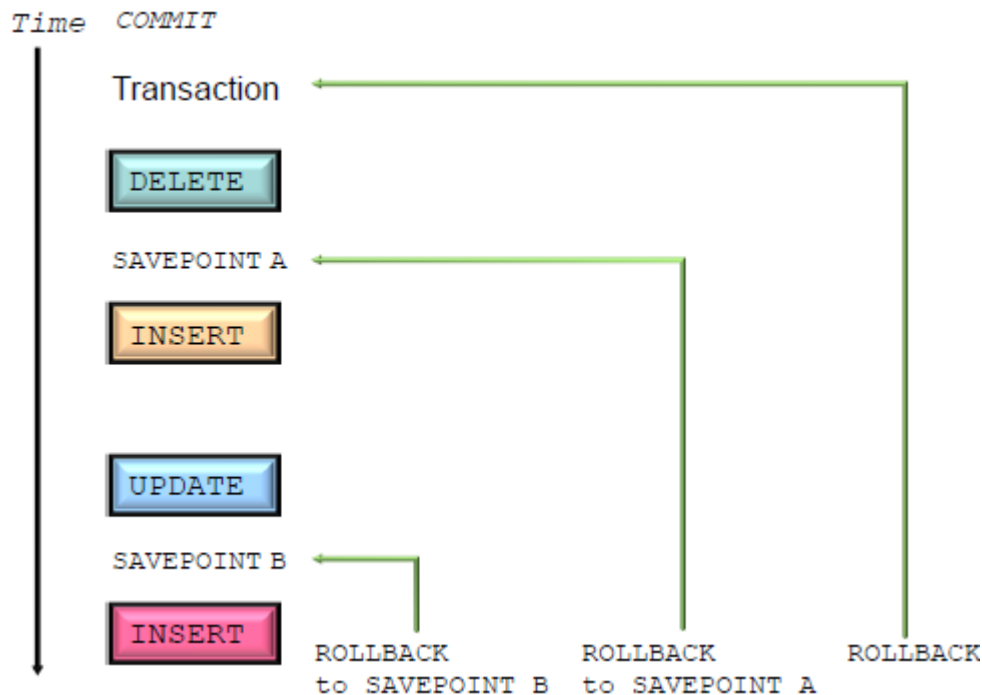 Time COMMIT
Transaction
DELETE
SAVEPOINT A
INSERT
UPDATE
SAVEPOINT B
INSERT
ROLLBACK
to SAVEPOINT B
ROLLBACK
to SAVEPOINT A
ROLLBACK